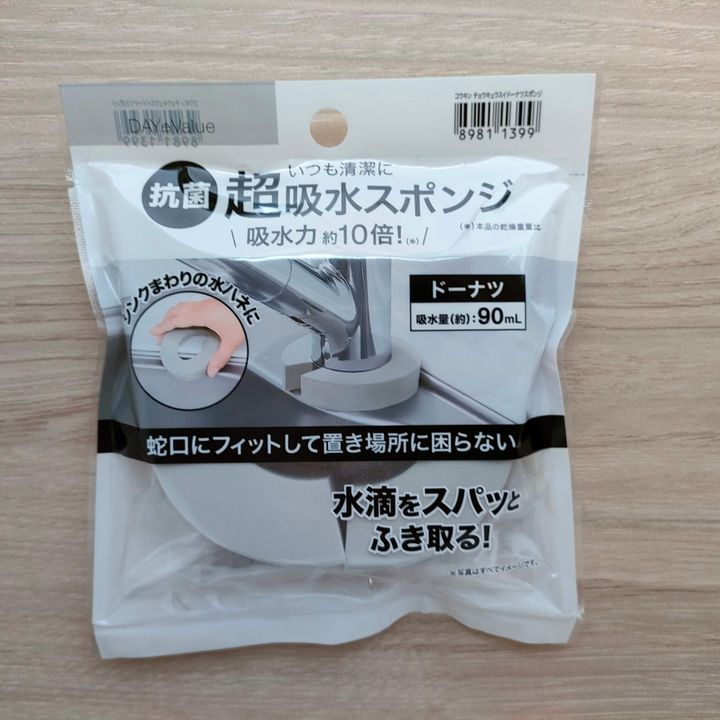 コウキン チョウキュウスイドーナツスポンジ
8981 1399
DAY&Value
いつも清潔に
抗菌 超吸水スポンジ
\ 吸水力 約10倍!(*) /
(*)本品の乾燥重量比
シンクまわりの水ハネに
ドーナツ
吸水量(約):90mL
蛇口にフィットして置き場所に困らない
水滴をスパッと
ふき取る!
※写真はすべてイメージです。